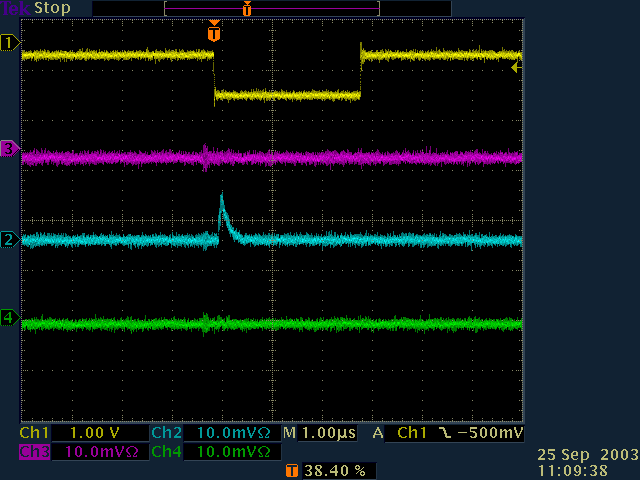 Tek Stop
T
T
1
3
2
4
Ch1 1.00 V Ch2 10.0mVΩ M 1.00µs A Ch1 ⤵ −500mV
Ch3 10.0mVΩ Ch4 10.0mVΩ
T 38.40 %
25 Sep 2003
11:09:38